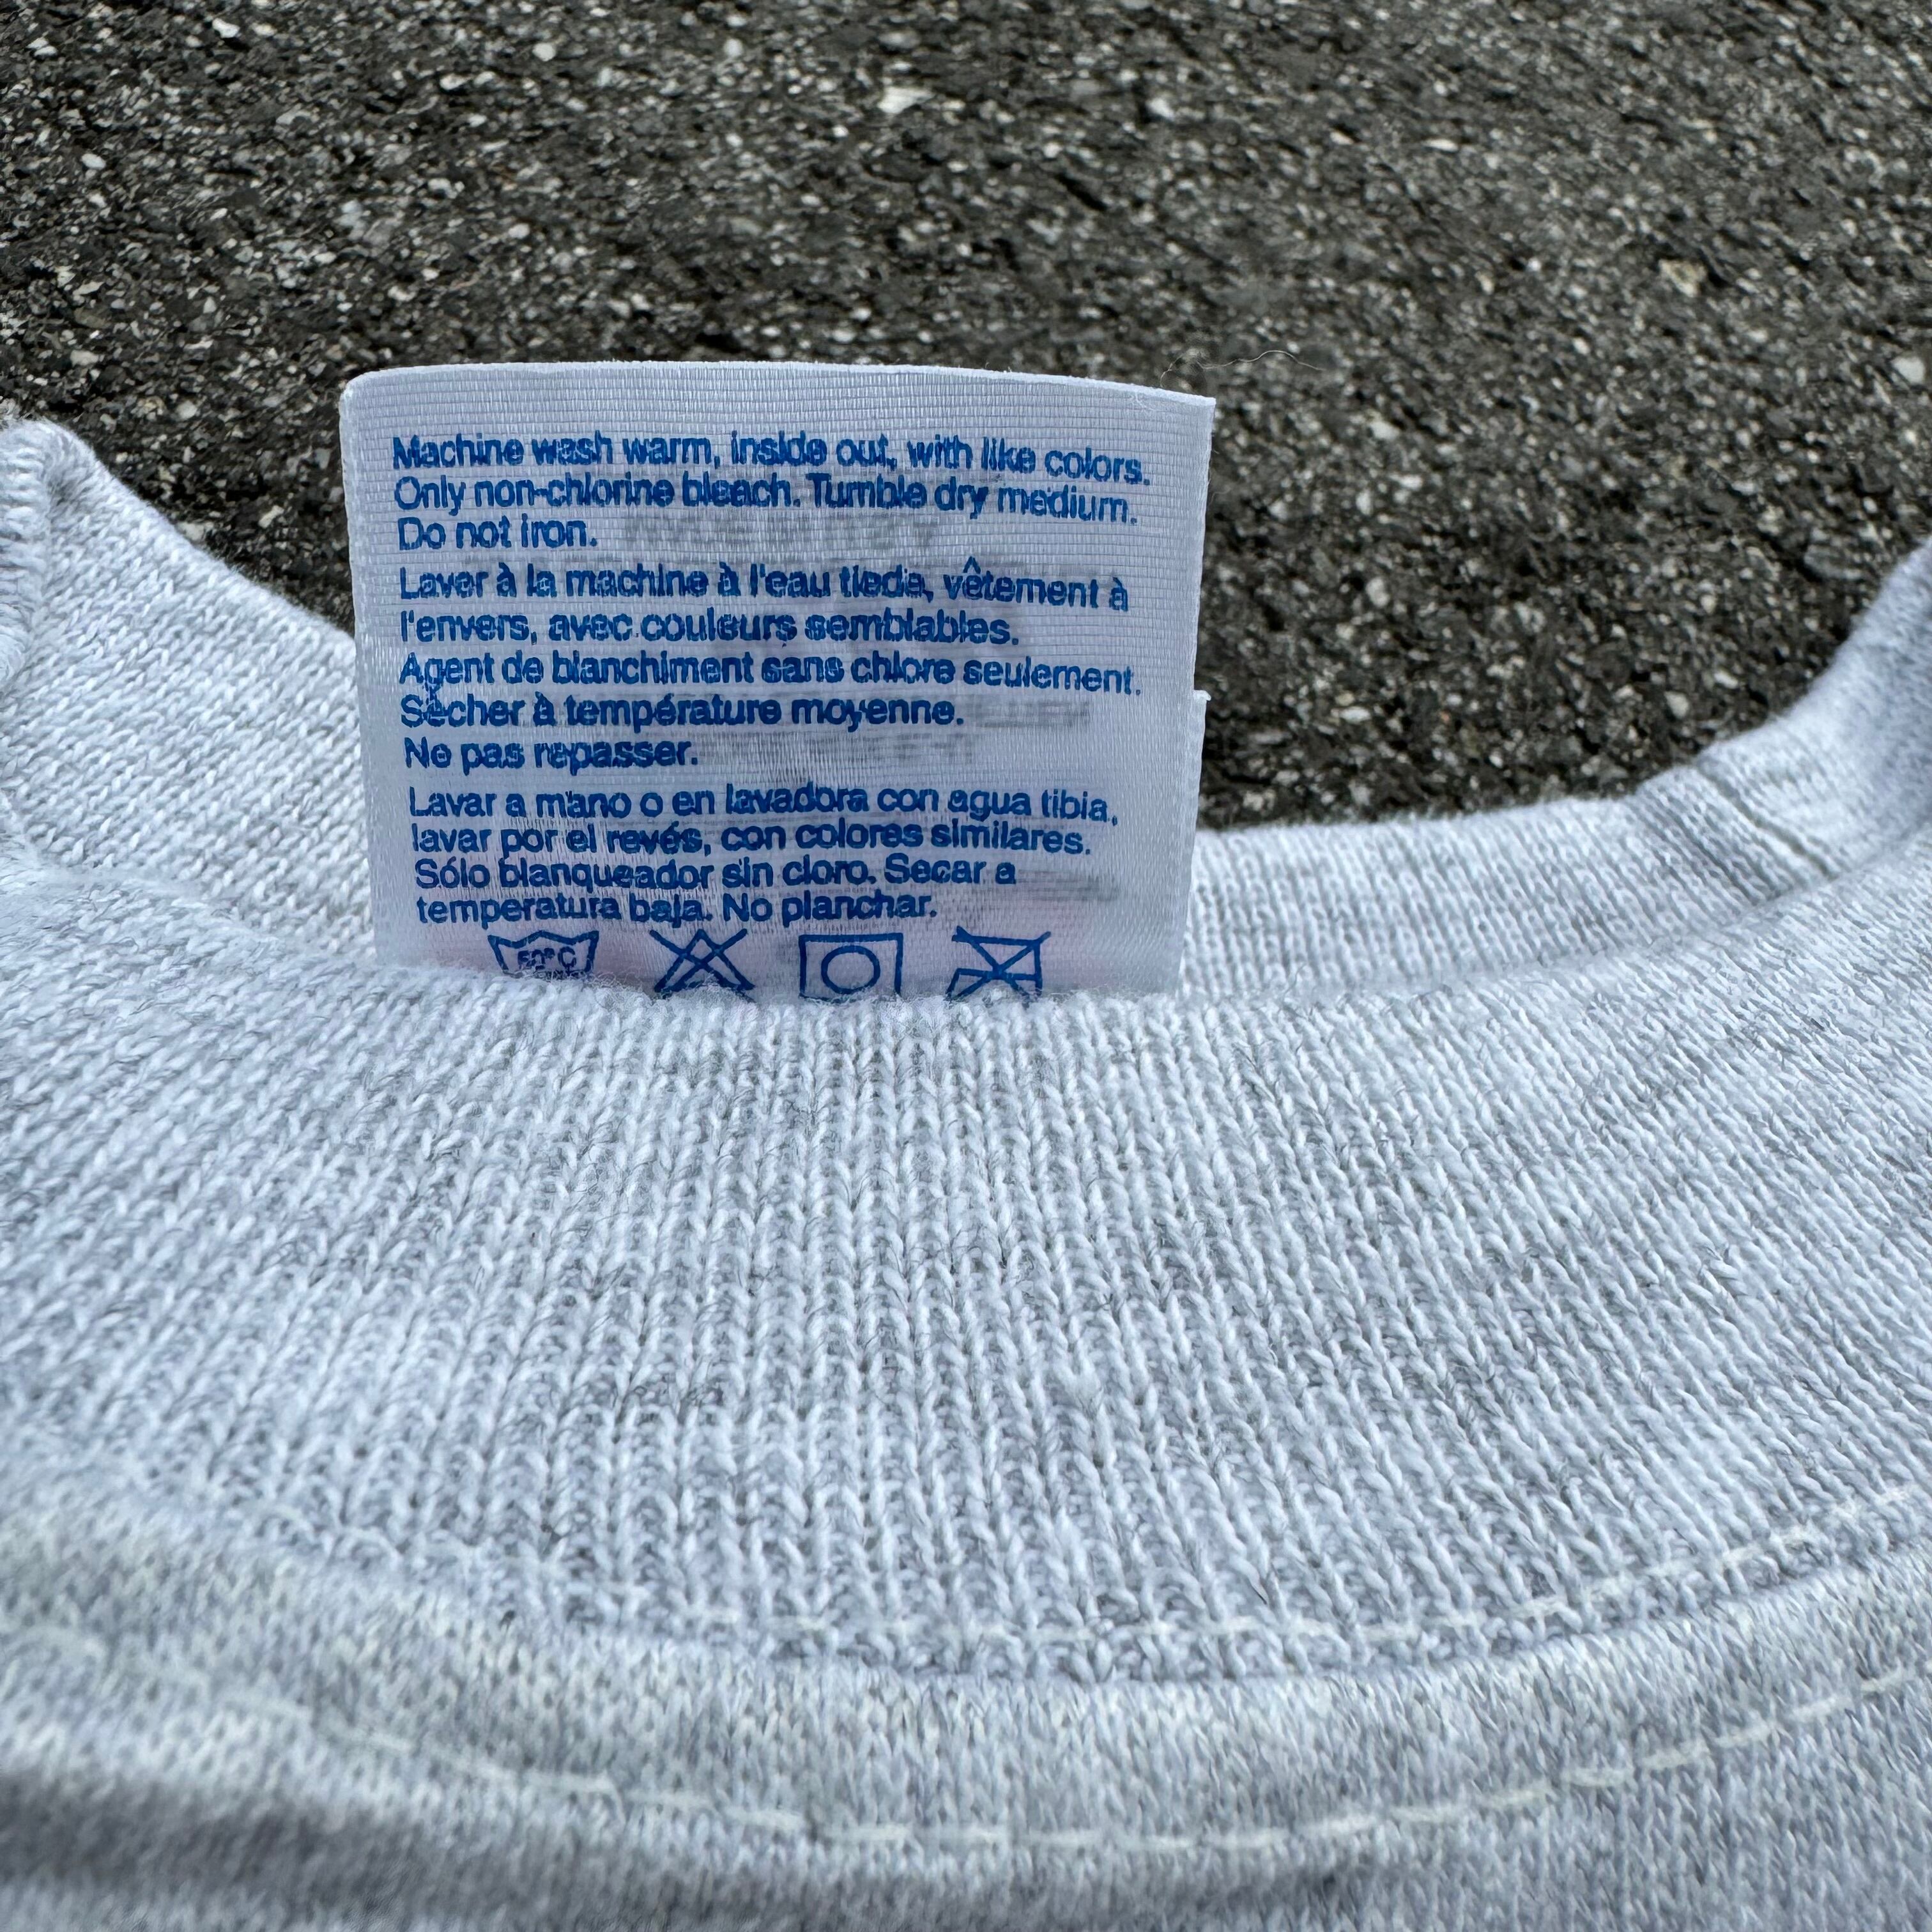 Machine wash warm, inside out, with like colors.
Only non-chlorine bleach. Tumble dry medium.
Do not iron.
Laver à la machine à l'eau tiede, vêtement à
l'envers, avec couleurs semblables.
Agent de blanchiment sans chlore seulement.
Sècher à température moyenne.
Ne pas repasser.
Lavar a mano o en lavadora con agua tibia,
lavar por el revés, con colores similares.
Sólo blanqueador sin cloro. Secar a
temperatura baja. No planchar.
50°C